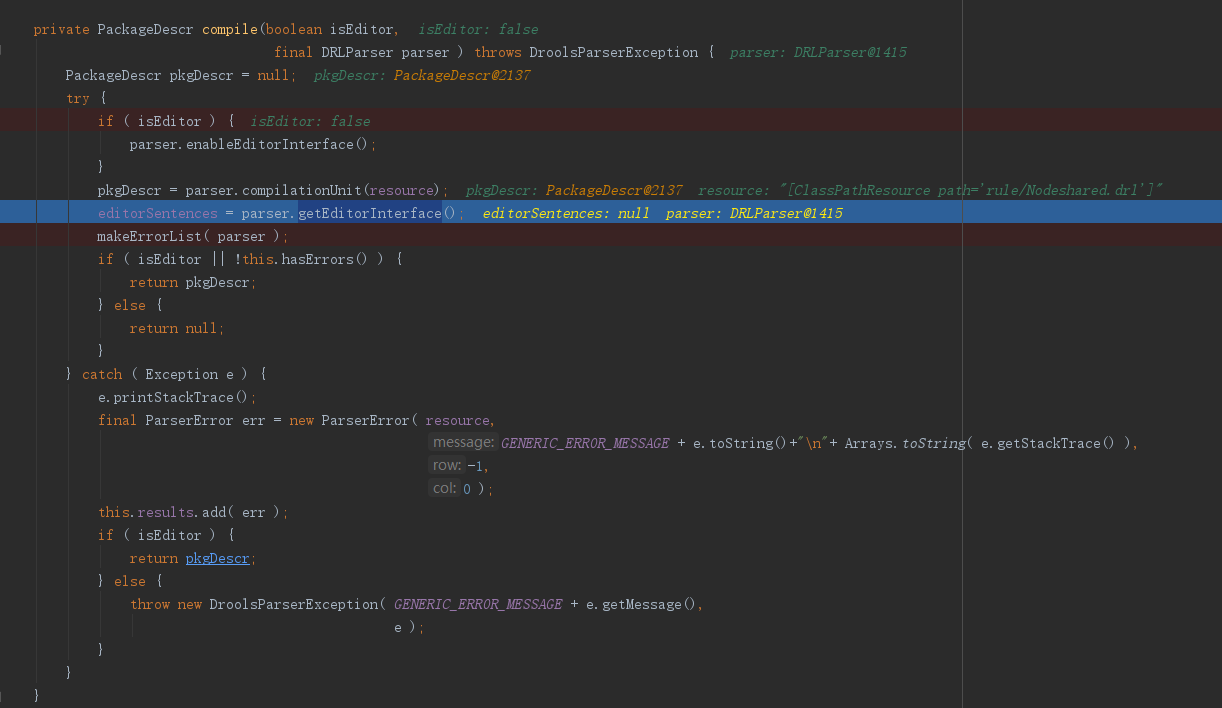 private PackageDescr compile(boolean isEditor,  isEditor: false
                              final DRLParser parser ) throws DroolsParserException {  parser: DRLParser@1415
    PackageDescr pkgDescr = null;  pkgDescr: PackageDescr@2137
    try {
        if ( isEditor ) {  isEditor: false
            parser.enableEditorInterface();
        }
        pkgDescr = parser.compilationUnit(resource);  pkgDescr: PackageDescr@2137  resource: "[ClassPathResource path='rule/Nodeshared.drl']"
        editorSentences = parser.getEditorInterface();  editorSentences: null  parser: DRLParser@1415
        makeErrorList( parser );
        if ( isEditor || !this.hasErrors() ) {
            return pkgDescr;
        } else {
            return null;
        }
    } catch ( Exception e ) {
        e.printStackTrace();
        final ParserError err = new ParserError( resource,
                                                 message: GENERIC_ERROR_MESSAGE + e.toString()+"\n"+ Arrays.toString( e.getStackTrace() ),
                                                 row: -1,
                                                 col: 0 );
        this.results.add( err );
        if ( isEditor ) {
            return pkgDescr;
        } else {
            throw new DroolsParserException( GENERIC_ERROR_MESSAGE + e.getMessage(),
                                             e );
        }
    }
}